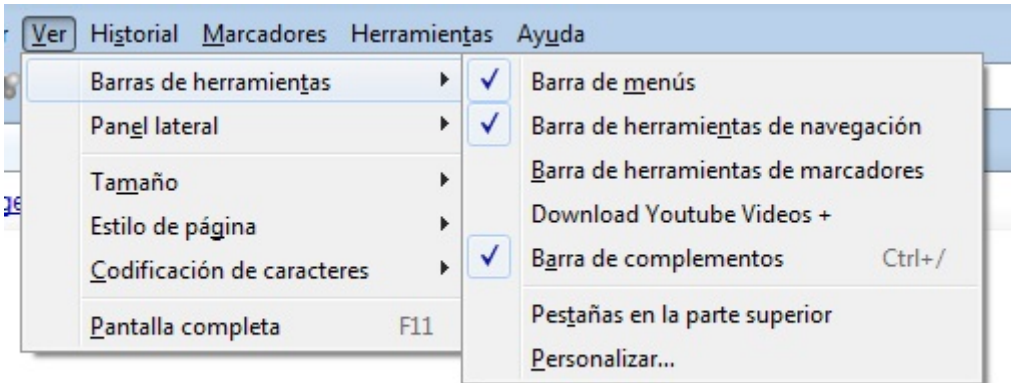 Ver Historial Marcadores Herramientas Ayuda
Barras de herramientas
Panel lateral
Tamaño
Estilo de página
Codificación de caracteres
Pantalla completa F11
Barra de menús
Barra de herramientas de navegación
Barra de herramientas de marcadores
Download Youtube Videos +
Barra de complementos Ctrl+/
Pestañas en la parte superior
Personalizar...